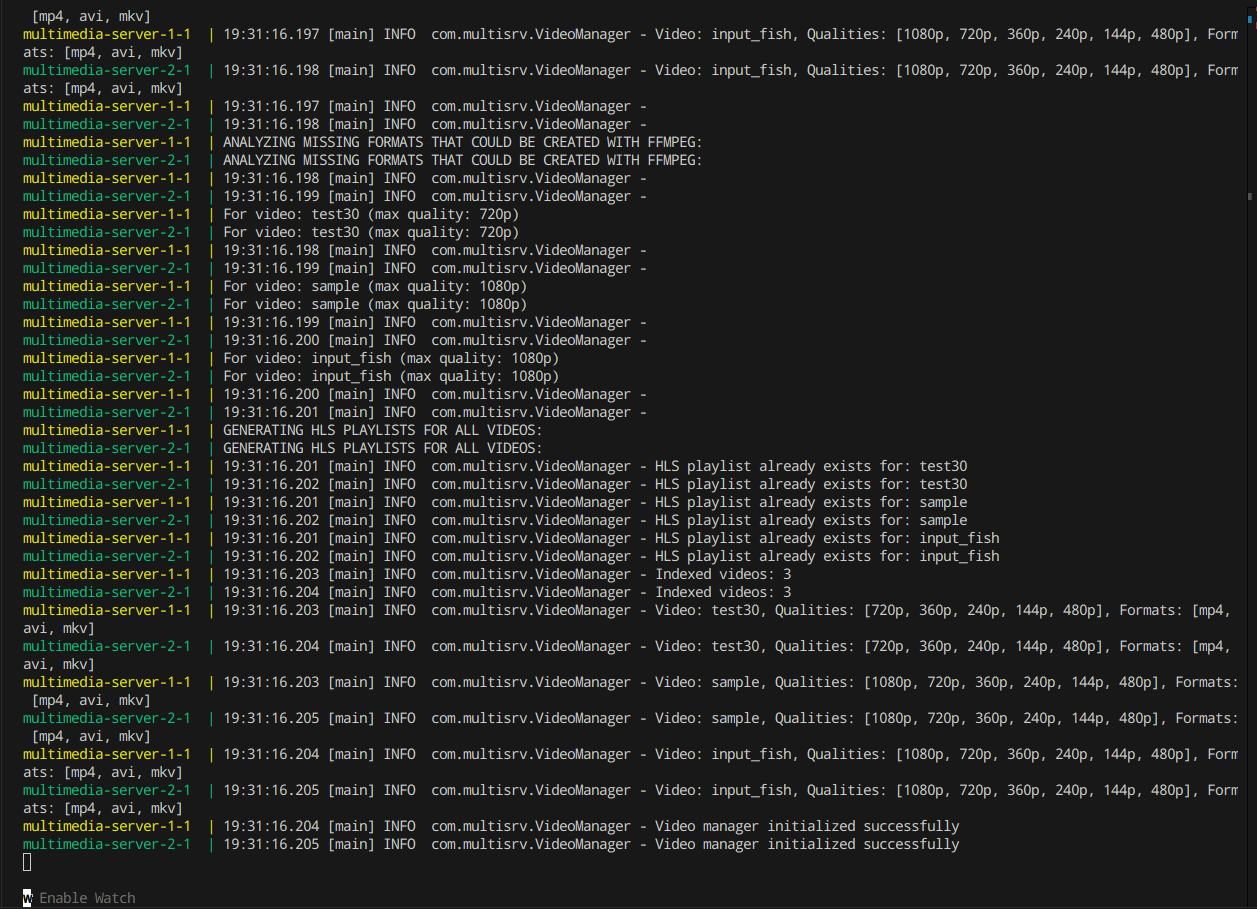 [mp4, avi, mkv]
multimedia-server-1-1  | 19:31:16.197 [main] INFO  com.multisrv.VideoManager - Video: input_fish, Qualities: [1080p, 720p, 360p, 240p, 144p, 480p], Form
ats: [mp4, avi, mkv]
multimedia-server-2-1  | 19:31:16.198 [main] INFO  com.multisrv.VideoManager - Video: input_fish, Qualities: [1080p, 720p, 360p, 240p, 144p, 480p], Form
ats: [mp4, avi, mkv]
multimedia-server-1-1  | 19:31:16.197 [main] INFO  com.multisrv.VideoManager -
multimedia-server-2-1  | 19:31:16.198 [main] INFO  com.multisrv.VideoManager -
multimedia-server-1-1  | ANALYZING MISSING FORMATS THAT COULD BE CREATED WITH FFMPEG:
multimedia-server-2-1  | ANALYZING MISSING FORMATS THAT COULD BE CREATED WITH FFMPEG:
multimedia-server-1-1  | 19:31:16.198 [main] INFO  com.multisrv.VideoManager -
multimedia-server-2-1  | 19:31:16.199 [main] INFO  com.multisrv.VideoManager -
multimedia-server-1-1  | For video: test30 (max quality: 720p)
multimedia-server-2-1  | For video: test30 (max quality: 720p)
multimedia-server-1-1  | 19:31:16.198 [main] INFO  com.multisrv.VideoManager -
multimedia-server-2-1  | 19:31:16.199 [main] INFO  com.multisrv.VideoManager -
multimedia-server-1-1  | For video: sample (max quality: 1080p)
multimedia-server-2-1  | For video: sample (max quality: 1080p)
multimedia-server-1-1  | 19:31:16.199 [main] INFO  com.multisrv.VideoManager -
multimedia-server-2-1  | 19:31:16.200 [main] INFO  com.multisrv.VideoManager -
multimedia-server-1-1  | For video: input_fish (max quality: 1080p)
multimedia-server-2-1  | For video: input_fish (max quality: 1080p)
multimedia-server-1-1  | 19:31:16.200 [main] INFO  com.multisrv.VideoManager -
multimedia-server-2-1  | 19:31:16.201 [main] INFO  com.multisrv.VideoManager -
multimedia-server-1-1  | GENERATING HLS PLAYLISTS FOR ALL VIDEOS:
multimedia-server-2-1  | GENERATING HLS PLAYLISTS FOR ALL VIDEOS:
multimedia-server-1-1  | 19:31:16.201 [main] INFO  com.multisrv.VideoManager - HLS playlist already exists for: test30
multimedia-server-2-1  | 19:31:16.202 [main] INFO  com.multisrv.VideoManager - HLS playlist already exists for: test30
multimedia-server-1-1  | 19:31:16.201 [main] INFO  com.multisrv.VideoManager - HLS playlist already exists for: sample
multimedia-server-2-1  | 19:31:16.202 [main] INFO  com.multisrv.VideoManager - HLS playlist already exists for: sample
multimedia-server-1-1  | 19:31:16.201 [main] INFO  com.multisrv.VideoManager - HLS playlist already exists for: input_fish
multimedia-server-2-1  | 19:31:16.202 [main] INFO  com.multisrv.VideoManager - HLS playlist already exists for: input_fish
multimedia-server-1-1  | 19:31:16.203 [main] INFO  com.multisrv.VideoManager - Indexed videos: 3
multimedia-server-2-1  | 19:31:16.204 [main] INFO  com.multisrv.VideoManager - Indexed videos: 3
multimedia-server-1-1  | 19:31:16.203 [main] INFO  com.multisrv.VideoManager - Video: test30, Qualities: [720p, 360p, 240p, 144p, 480p], Formats: [mp4,
avi, mkv]
multimedia-server-2-1  | 19:31:16.204 [main] INFO  com.multisrv.VideoManager - Video: test30, Qualities: [720p, 360p, 240p, 144p, 480p], Formats: [mp4,
avi, mkv]
multimedia-server-1-1  | 19:31:16.203 [main] INFO  com.multisrv.VideoManager - Video: sample, Qualities: [1080p, 720p, 360p, 240p, 144p, 480p], Formats:
[mp4, avi, mkv]
multimedia-server-2-1  | 19:31:16.205 [main] INFO  com.multisrv.VideoManager - Video: sample, Qualities: [1080p, 720p, 360p, 240p, 144p, 480p], Formats:
[mp4, avi, mkv]
multimedia-server-1-1  | 19:31:16.204 [main] INFO  com.multisrv.VideoManager - Video: input_fish, Qualities: [1080p, 720p, 360p, 240p, 144p, 480p], Form
ats: [mp4, avi, mkv]
multimedia-server-2-1  | 19:31:16.205 [main] INFO  com.multisrv.VideoManager - Video: input_fish, Qualities: [1080p, 720p, 360p, 240p, 144p, 480p], Form
ats: [mp4, avi, mkv]
multimedia-server-1-1  | 19:31:16.204 [main] INFO  com.multisrv.VideoManager - Video manager initialized successfully
multimedia-server-2-1  | 19:31:16.205 [main] INFO  com.multisrv.VideoManager - Video manager initialized successfully
w Enable Watch